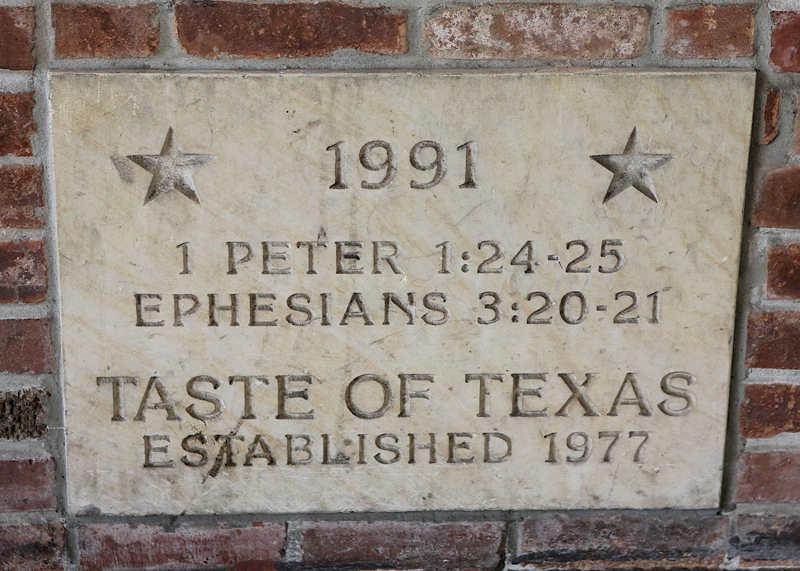 1991
1 PETER 1:24-25
EPHESIANS 3:20-21
TASTE OF TEXAS
ESTABLISHED 1977